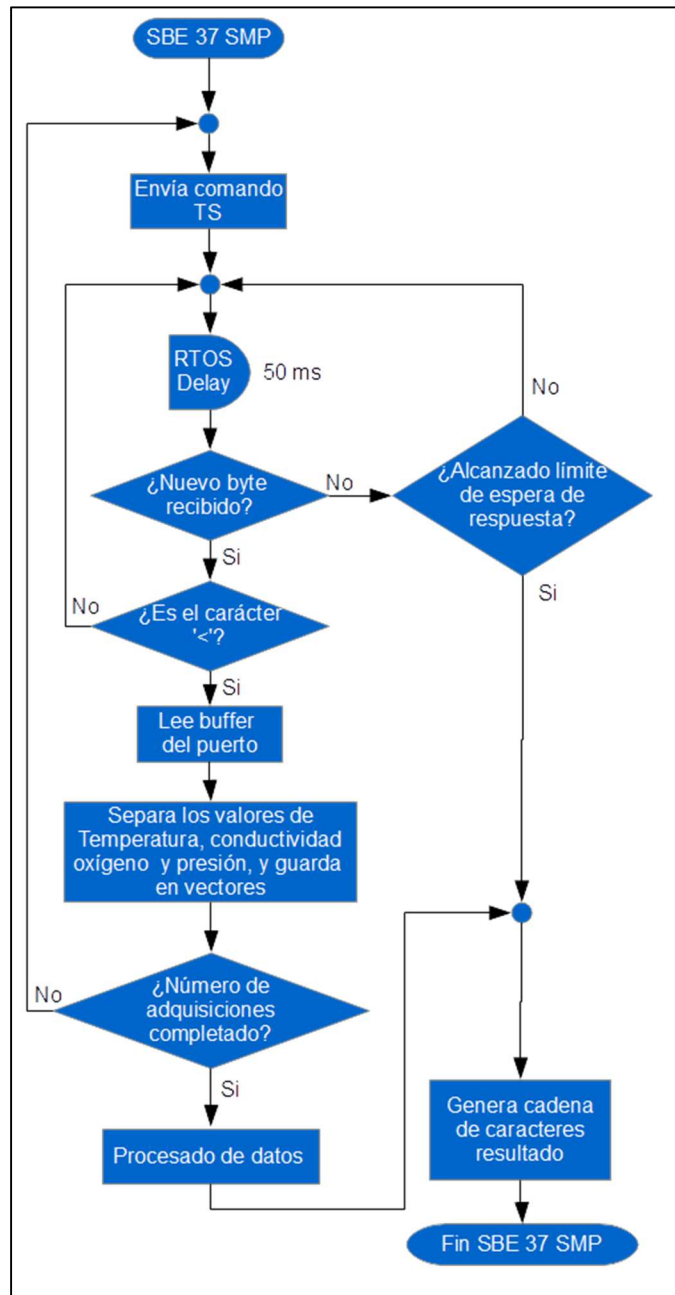 SBE 37 SMP
Envía comando
TS
RTOS
Delay
50 ms
No
¿Nuevo byte
recibido?
No
¿Alcanzado límite
de espera de
respuesta?
Si
Si
No
¿Es el carácter
'<'?
Si
Lee buffer
del puerto
Separa los valores de
Temperatura, conductividad
oxígeno y presión, y guarda
en vectores
No
¿Número de
adquisiciones
completado?
Si
Procesado de datos
Genera cadena
de caracteres
resultado
Fin SBE 37 SMP